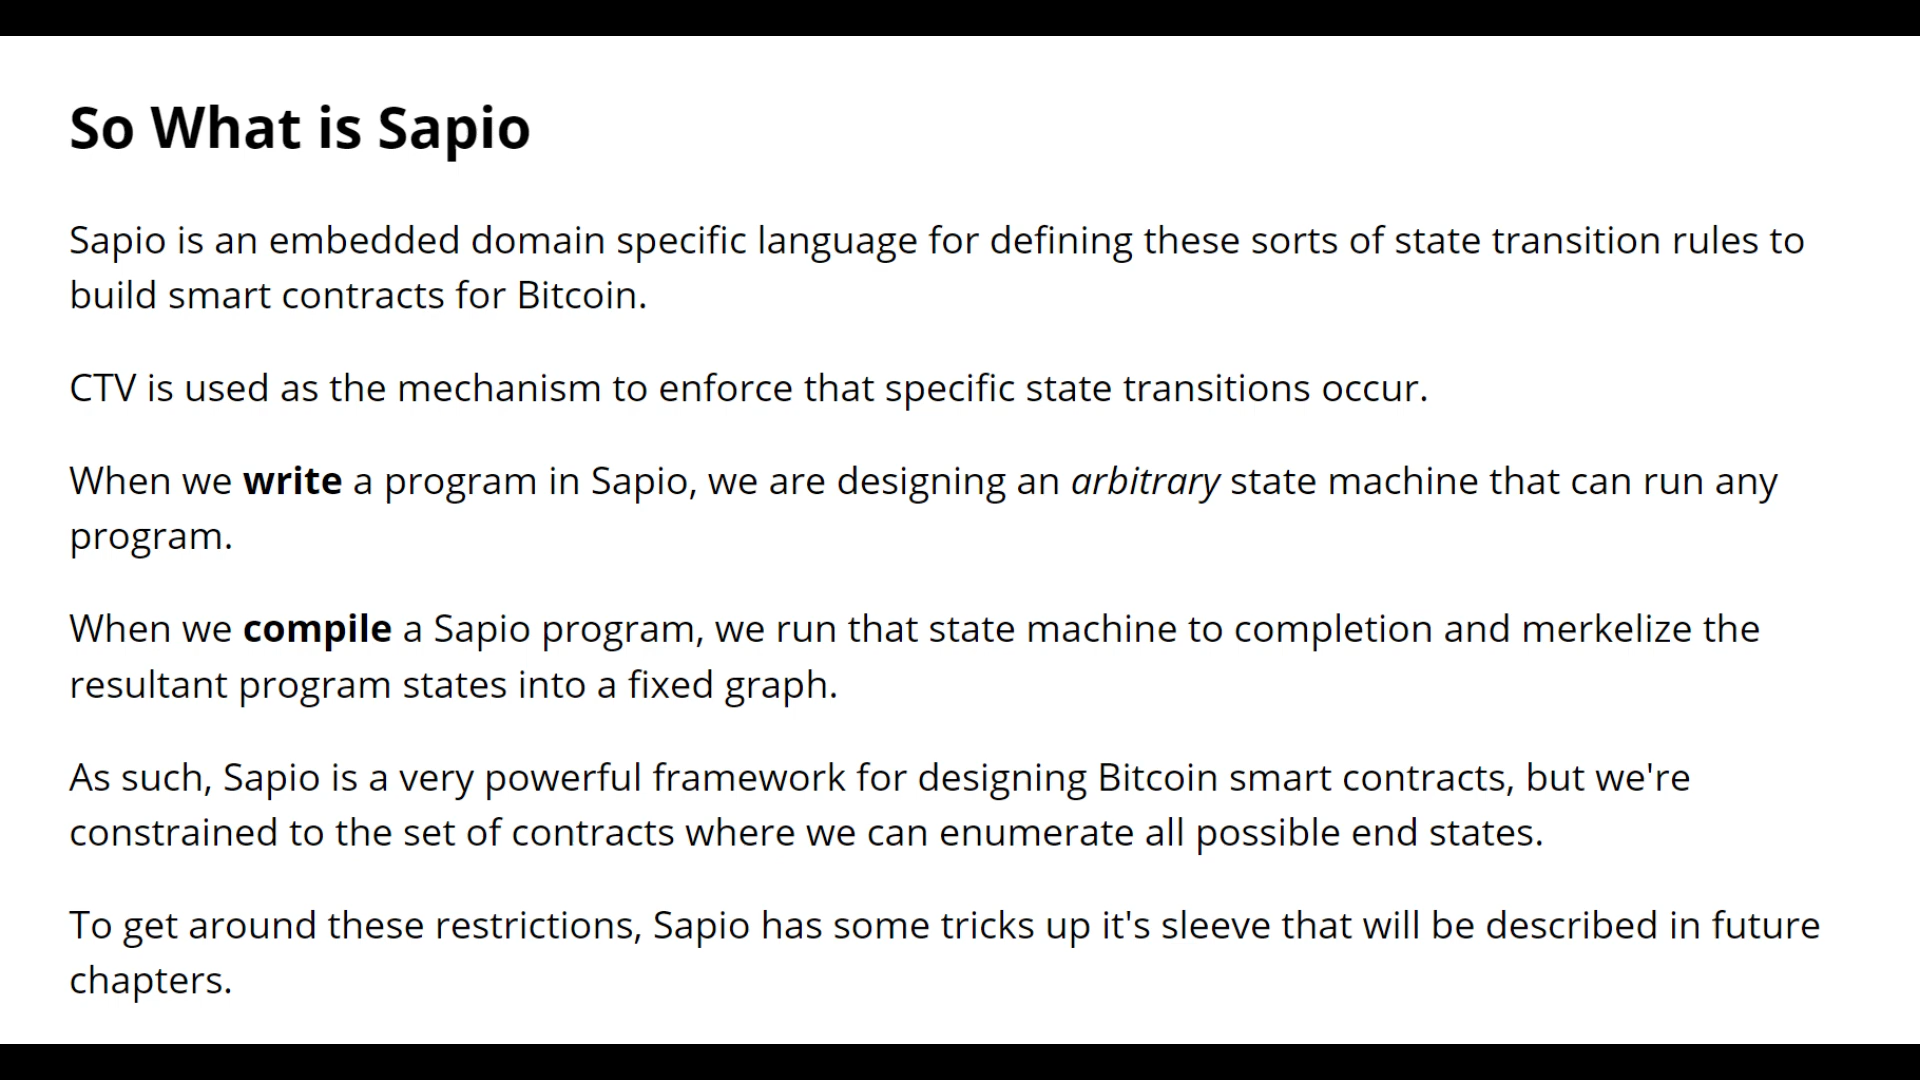 So What is Sapio
Sapio is an embedded domain specific language for defining these sorts of state transition rules to
build smart contracts for Bitcoin.
CTV is used as the mechanism to enforce that specific state transitions occur.
When we write a program in Sapio, we are designing an arbitrary state machine that can run any
program.
When we compile a Sapio program, we run that state machine to completion and merkelize the
resultant program states into a fixed graph.
As such, Sapio is a very powerful framework for designing Bitcoin smart contracts, but we're
constrained to the set of contracts where we can enumerate all possible end states.
To get around these restrictions, Sapio has some tricks up it's sleeve that will be described in future
chapters.